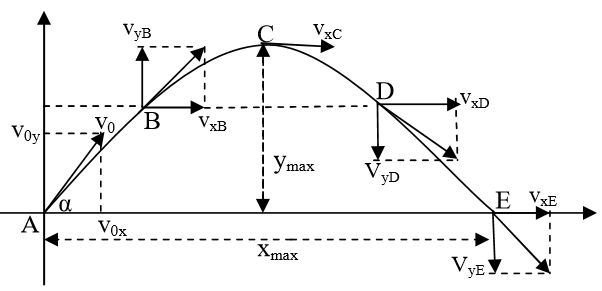 v_yB
C
v_xC
D
v_xD
B
v_xB
v_0y
v_0
y_max
V_yD
A
α
v_0x
E
v_xE
x_max
V_yE